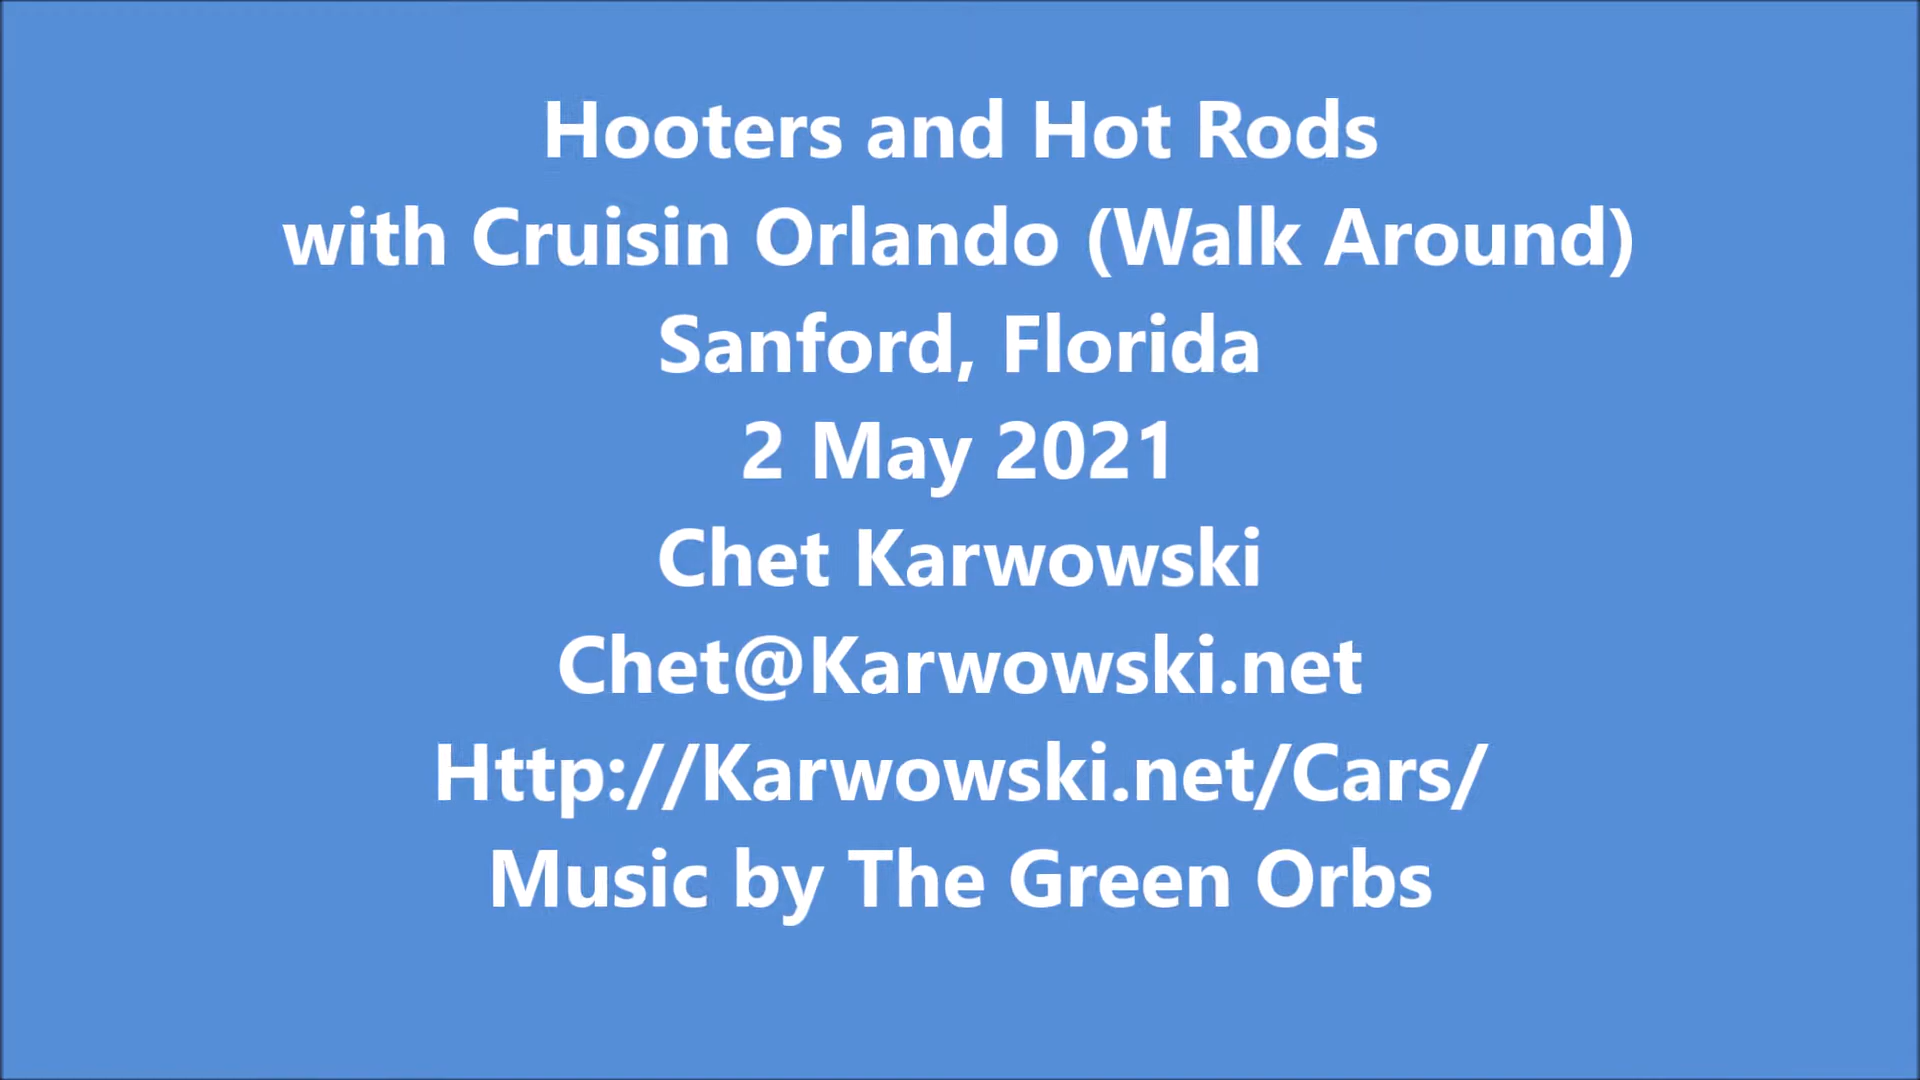 Hooters and Hot Rods
with Cruisin Orlando (Walk Around)
Sanford, Florida
2 May 2021
Chet Karwowski
Chet@Karwowski.net
Http://Karwowski.net/Cars/
Music by The Green Orbs